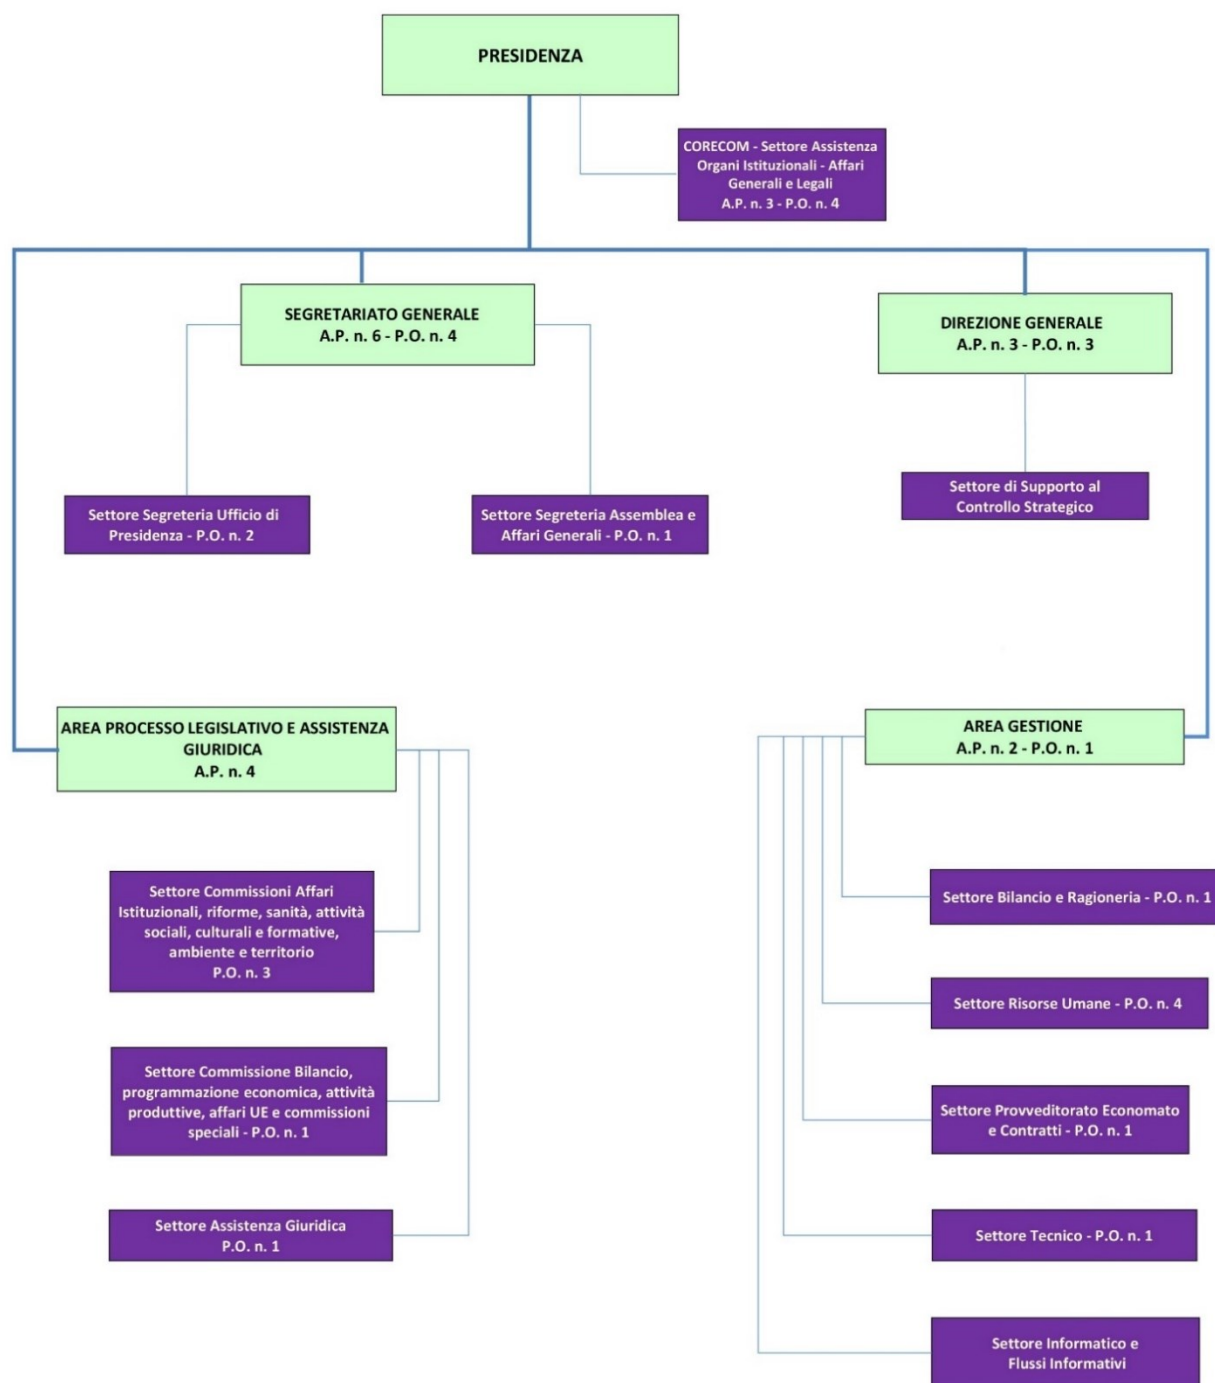 PRESIDENZA
CORECOM - Settore Assistenza
Organi Istituzionali - Affari
Generali e Legali
A.P. n. 3 - P.O. n. 4
SEGRETARIATO GENERALE
A.P. n. 6 - P.O. n. 4
DIREZIONE GENERALE
A.P. n. 3 - P.O. n. 3
Settore Segreteria Ufficio di
Presidenza - P.O. n. 2
Settore Segreteria Assemblea e
Affari Generali - P.O. n. 1
Settore di Supporto al
Controllo Strategico
AREA PROCESSO LEGISLATIVO E ASSISTENZA
GIURIDICA
A.P. n. 4
AREA GESTIONE
A.P. n. 2 - P.O. n. 1
Settore Commissioni Affari
Istituzionali, riforme, sanità, attività
sociali, culturali e formative,
ambiente e territorio
P.O. n. 3
Settore Commissione Bilancio,
programmazione economica, attività
produttive, affari UE e commissioni
speciali - P.O. n. 1
Settore Assistenza Giuridica
P.O. n. 1
Settore Bilancio e Ragioneria - P.O. n. 1
Settore Risorse Umane - P.O. n. 4
Settore Provveditorato Economato
e Contratti - P.O. n. 1
Settore Tecnico - P.O. n. 1
Settore Informatico e
Flussi Informativi